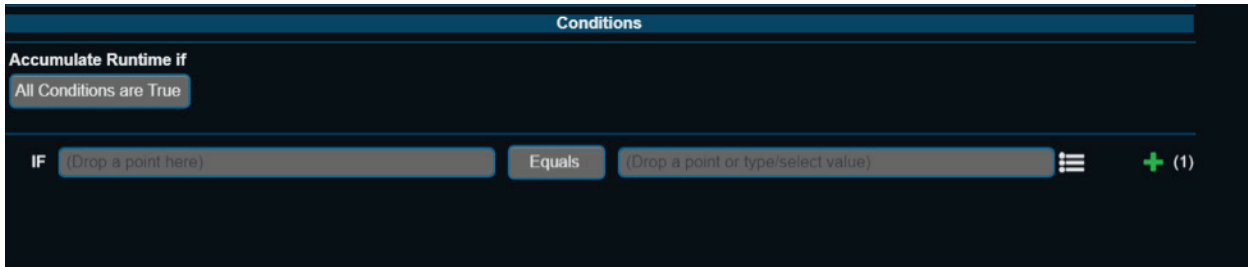 Conditions
Accumulate Runtime if
All Conditions are True
IF (Drop a point here) Equals (Drop a point or type/select value) (1)